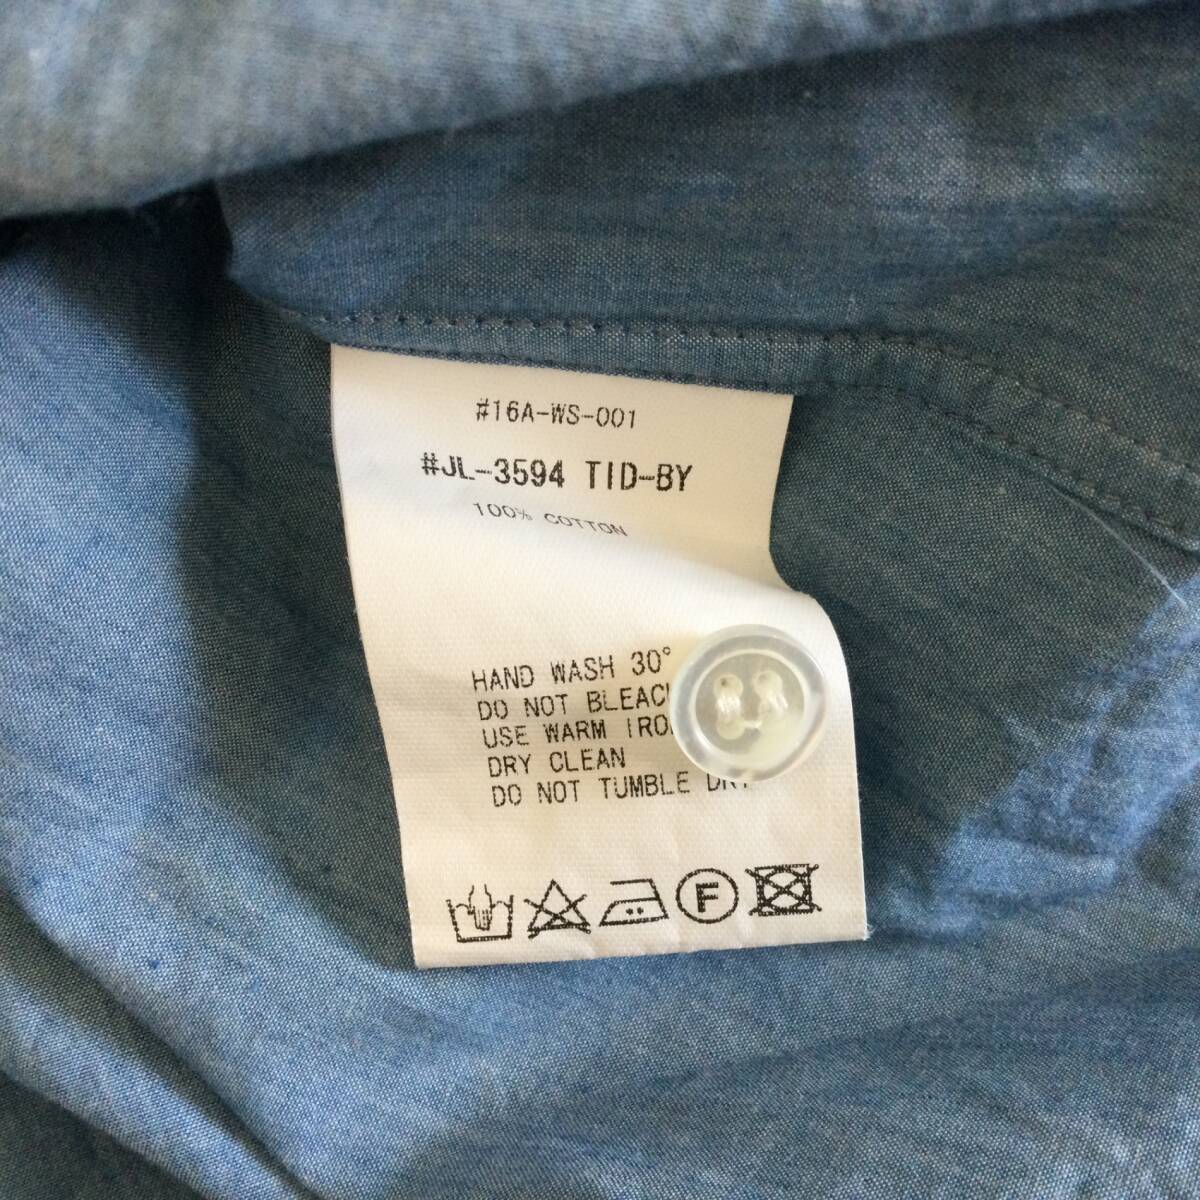 #16A-WS-001
#JL-3594 TID-BY
100% COTTON
HAND WASH 30°
DO NOT BLEAC
USE WARM IRO
DRY CLEAN
DO NOT TUMBLE DRY
F